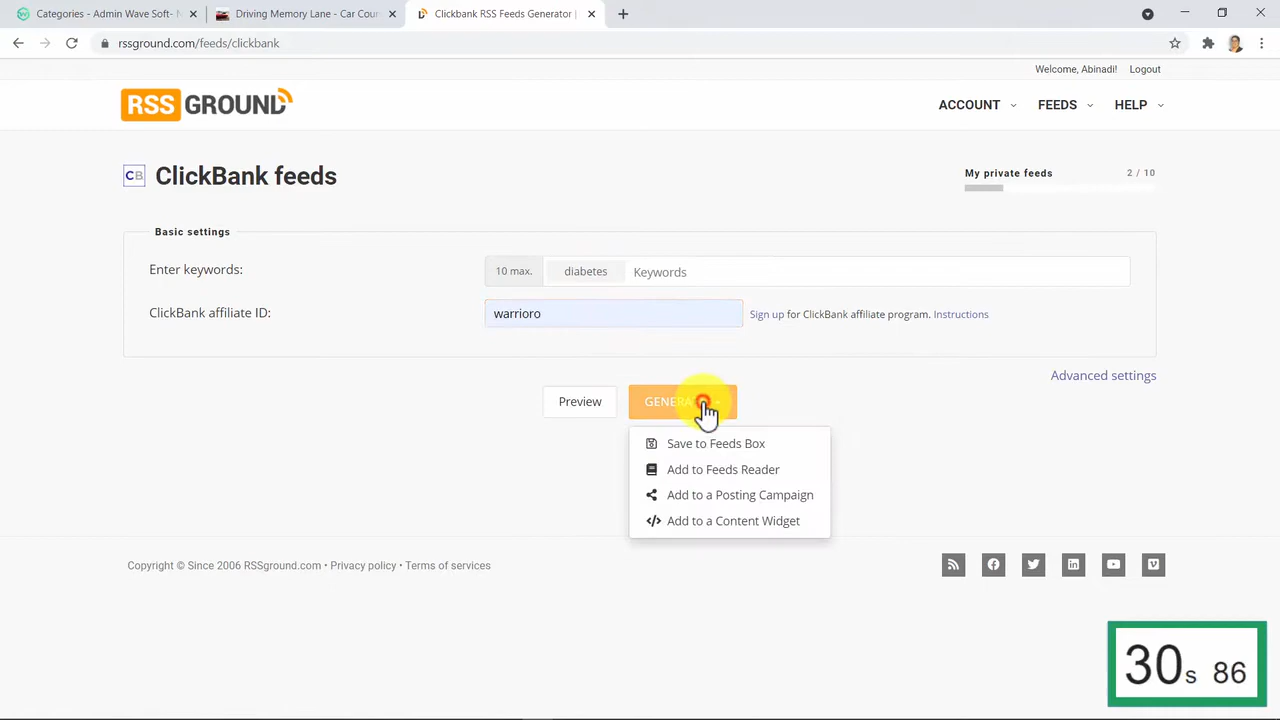 Categories - Admin Wave Soft-
Driving Memory Lane - Car Cou
Clickbank RSS Feeds Generator |
rssground.com/feeds/clickbank
Welcome, Abinadi! Logout
RSS GROUND
ACCOUNT FEEDS HELP
CB ClickBank feeds
My private feeds 2 / 10
Basic settings
Enter keywords: 10 max. diabetes Keywords
ClickBank affiliate ID: warrioro Sign up for ClickBank affiliate program. Instructions
Advanced settings
Preview
Save to Feeds Box
Add to Feeds Reader
Add to a Posting Campaign
Add to a Content Widget
Copyright © Since 2006 RSSground.com • Privacy policy • Terms of services
30s 86